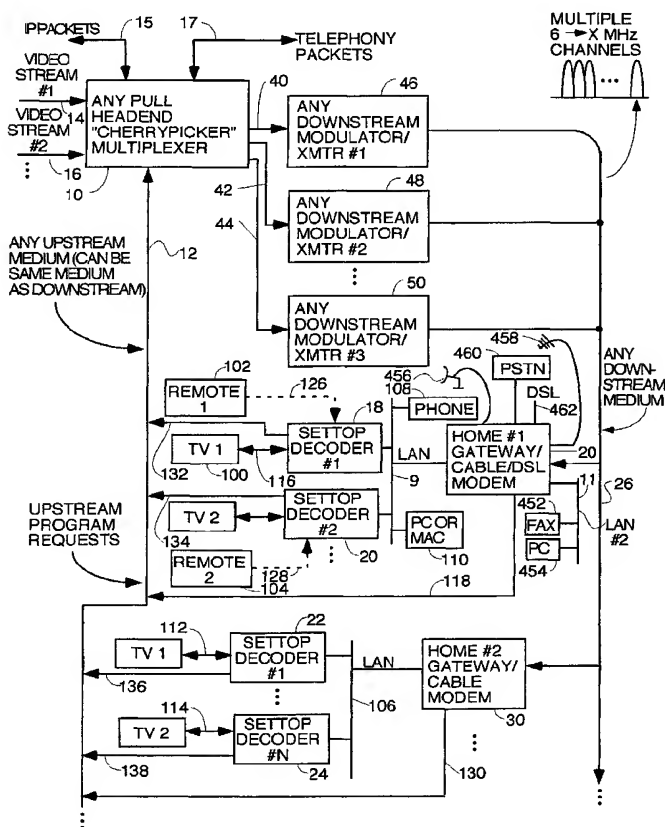 15
17
MULTIPLE
6 → X MHz
CHANNELS
IPPACKETS
TELEPHONY
PACKETS
VIDEO
STREAM
#1
14
VIDEO
STREAM
#2
16
10
ANY PULL
HEADEND
"CHERRYPICKER"
MULTIPLEXER
40
42
44
46
ANY
DOWNSTREAM
MODULATOR/
XMTR #1
48
ANY
DOWNSTREAM
MODULATOR/
XMTR #2
50
ANY
DOWNSTREAM
MODULATOR/
XMTR #3
12
ANY UPSTREAM
MEDIUM (CAN BE
SAME MEDIUM
AS DOWNSTREAM)
458
460
456
ANY
DOWN-
STREAM
MEDIUM
102
REMOTE
1
126
108
PHONE
PSTN
DSL
462
18
SETTOP
DECODER
#1
132
TV 1
100
116
LAN
9
HOME #1
GATEWAY/
CABLE/DSL
MODEM
20
11
26
134
TV 2
SETTOP
DECODER
#2
20
PC OR
MAC
110
452
FAX
PC
454
LAN
#2
UPSTREAM
PROGRAM
REQUESTS
REMOTE
2
104
128
118
22
TV 1
112
SETTOP
DECODER
#1
136
LAN
106
HOME #2
GATEWAY/
CABLE
MODEM
30
TV 2
114
SETTOP
DECODER
#N
24
138
130